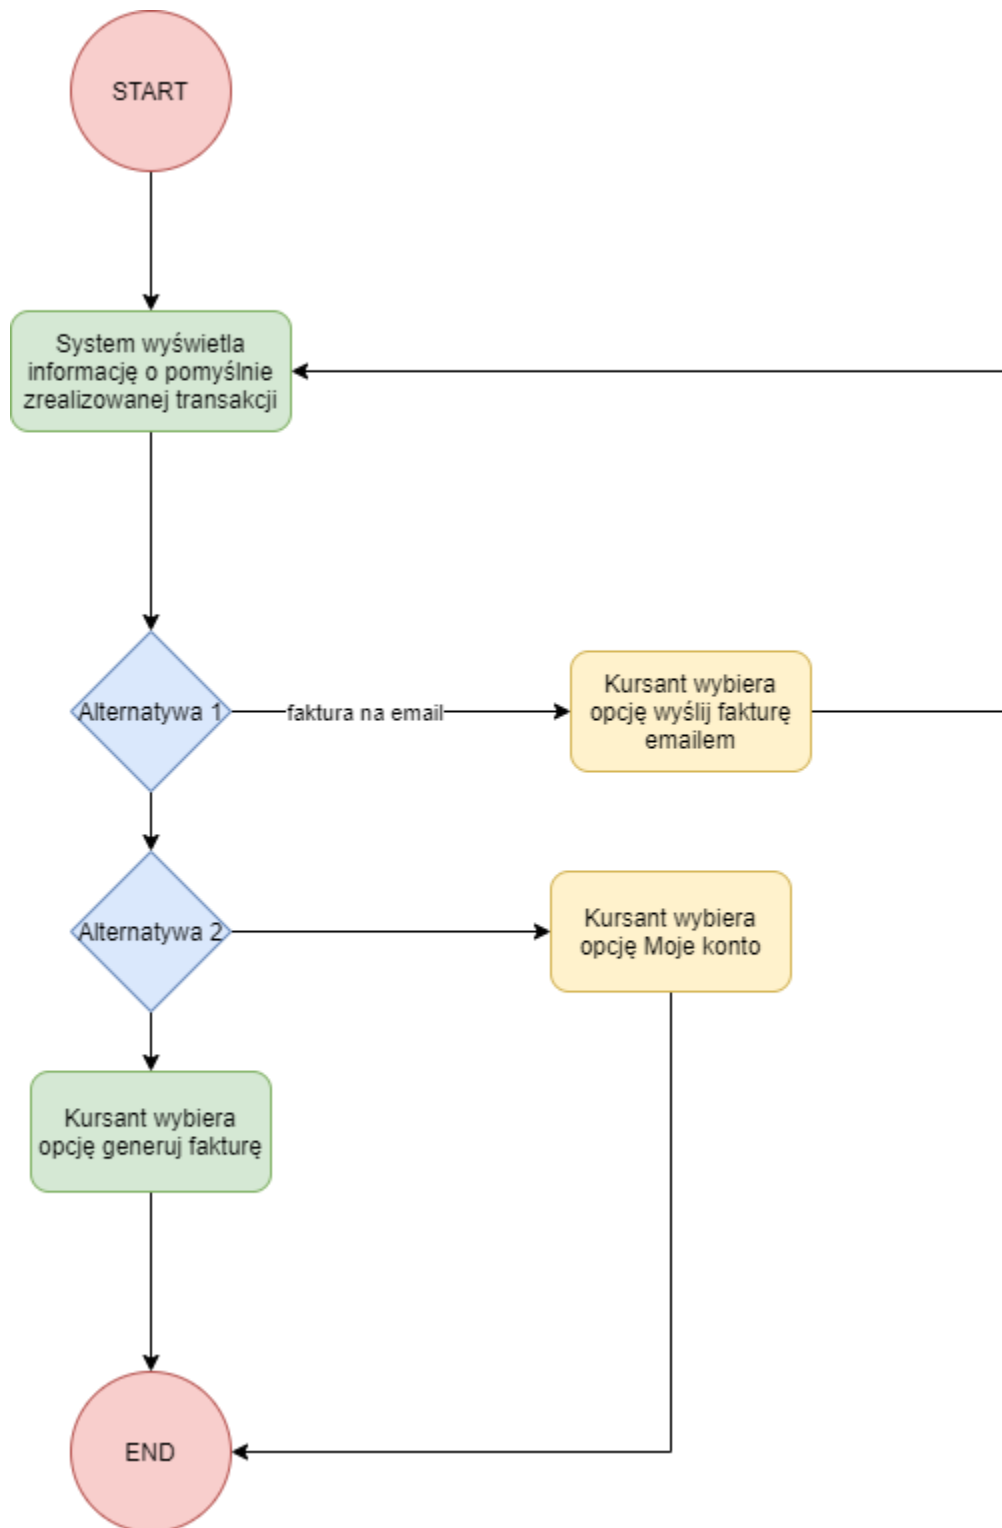 START
System wyświetla
informację o pomyślnie
zrealizowanej transakcji
Alternatywa 1
faktura na email
Kursant wybiera
opcję wyślij fakturę
emailem
Alternatywa 2
Kursant wybiera
opcję Moje konto
Kursant wybiera
opcję generuj fakturę
END